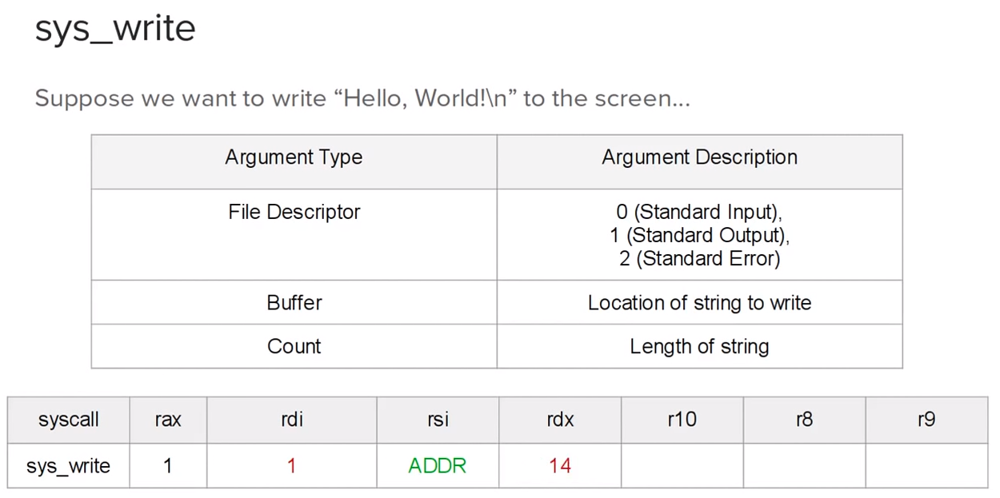 sys_write
Suppose we want to write “Hello, World!\n” to the screen...
Argument Type Argument Description
File Descriptor 0 (Standard Input),
1 (Standard Output),
2 (Standard Error)
Buffer Location of string to write
Count Length of string
syscall rax rdi rsi rdx r10 r8 r9
sys_write 1 1 ADDR 14